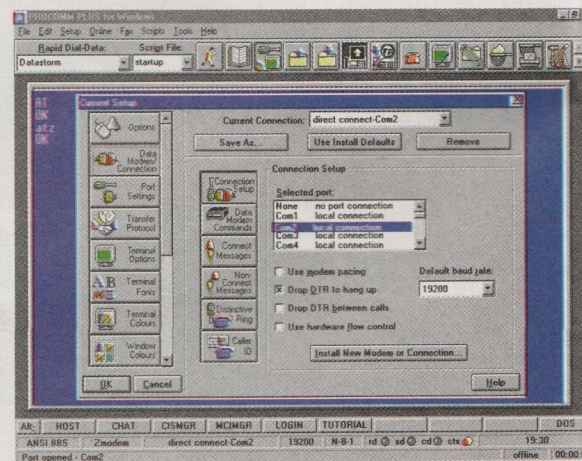 PROCOMM PLUS for Windows
File Edit Setup Online Fax Scripts Tools Help
Rapid Dial-Data: Script File:
Datastorm startup
AT
OK
atz
OK
Current Setup
Current Connection: direct connect-Com2
Save As... Use Install Defaults Remove
Options
Data Modem/ Connection
Port Settings
Transfer Protocol
Terminal Options
Terminal Fonts
Terminal Colours
Window Colours
Connection Setup
Data Modem Commands
Connect Messages
Non-Connect Messages
Distinctive Ring
Caller ID
Connection Setup
Selected port:
None no port connection
Com1 local connection
Com2 local connection
Com3 local connection
Com4 local connection
Use modem pacing
Drop DTR to hang up
Drop DTR between calls
Use hardware flow control
Default baud rate:
19200
Install New Modem or Connection...
OK Cancel Help
HOST CHAT CISMGR MCIMGR LOGIN TUTORIAL DOS
ANSI BBS Zmodem direct connect-Com2 19200 N-8-1 rd sd cd cts 19:30
Port opened - Com2 offline 00:00